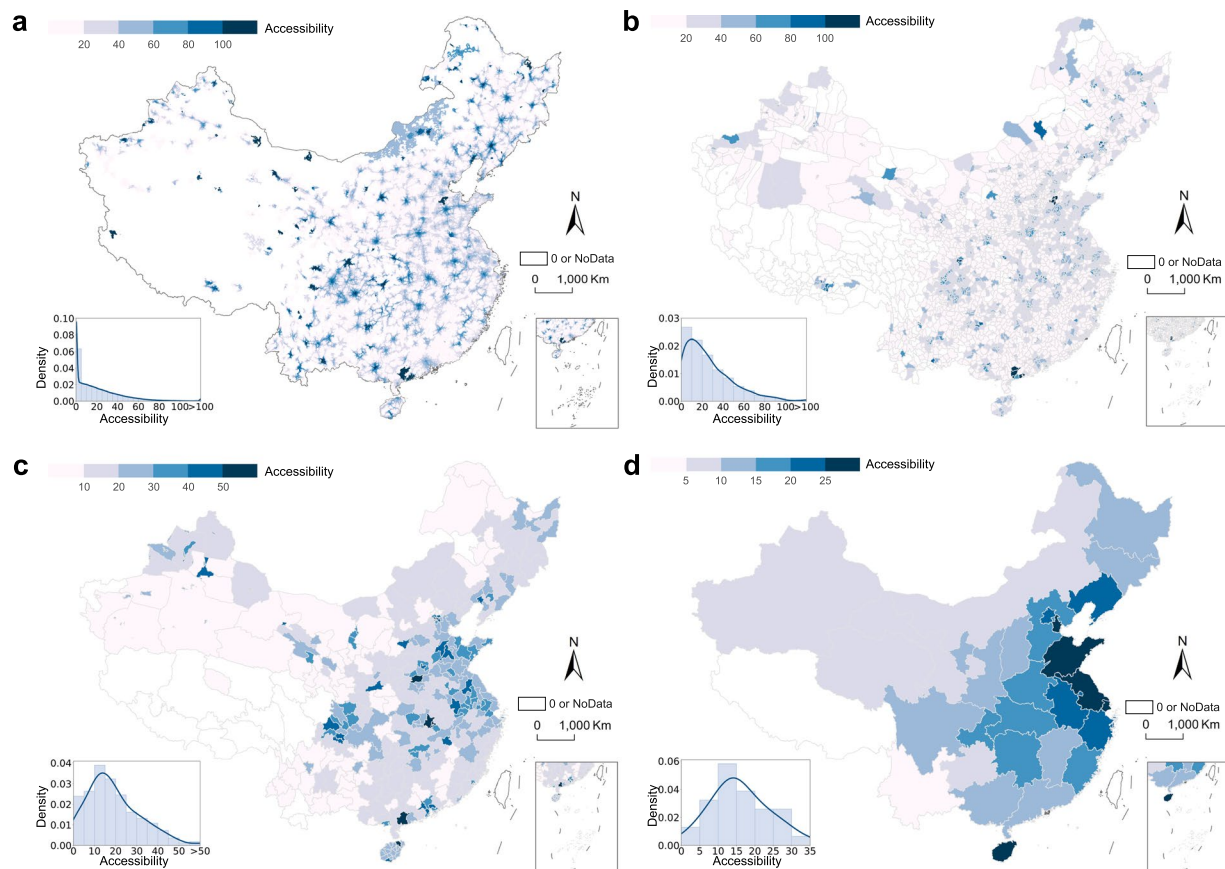 a
Accessibility
20 40 60 80 100
N
0 or NoData
0 1,000 Km
0.10
0.08
0.06
0.04
0.02
0.00
Density
0 20 40 60 80 100>100
Accessibility
b
Accessibility
20 40 60 80 100
N
0 or NoData
0 1,000 Km
0.03
0.02
0.01
0.00
Density
0 20 40 60 80 100>100
Accessibility
c
Accessibility
10 20 30 40 50
N
0 or NoData
0 1,000 Km
0.04
0.03
0.02
0.01
0.00
Density
0 10 20 30 40 >50
Accessibility
d
Accessibility
5 10 15 20 25
N
0 or NoData
0 1,000 Km
0.06
0.04
0.02
0.00
Density
0 5 10 15 20 25 30 35
Accessibility